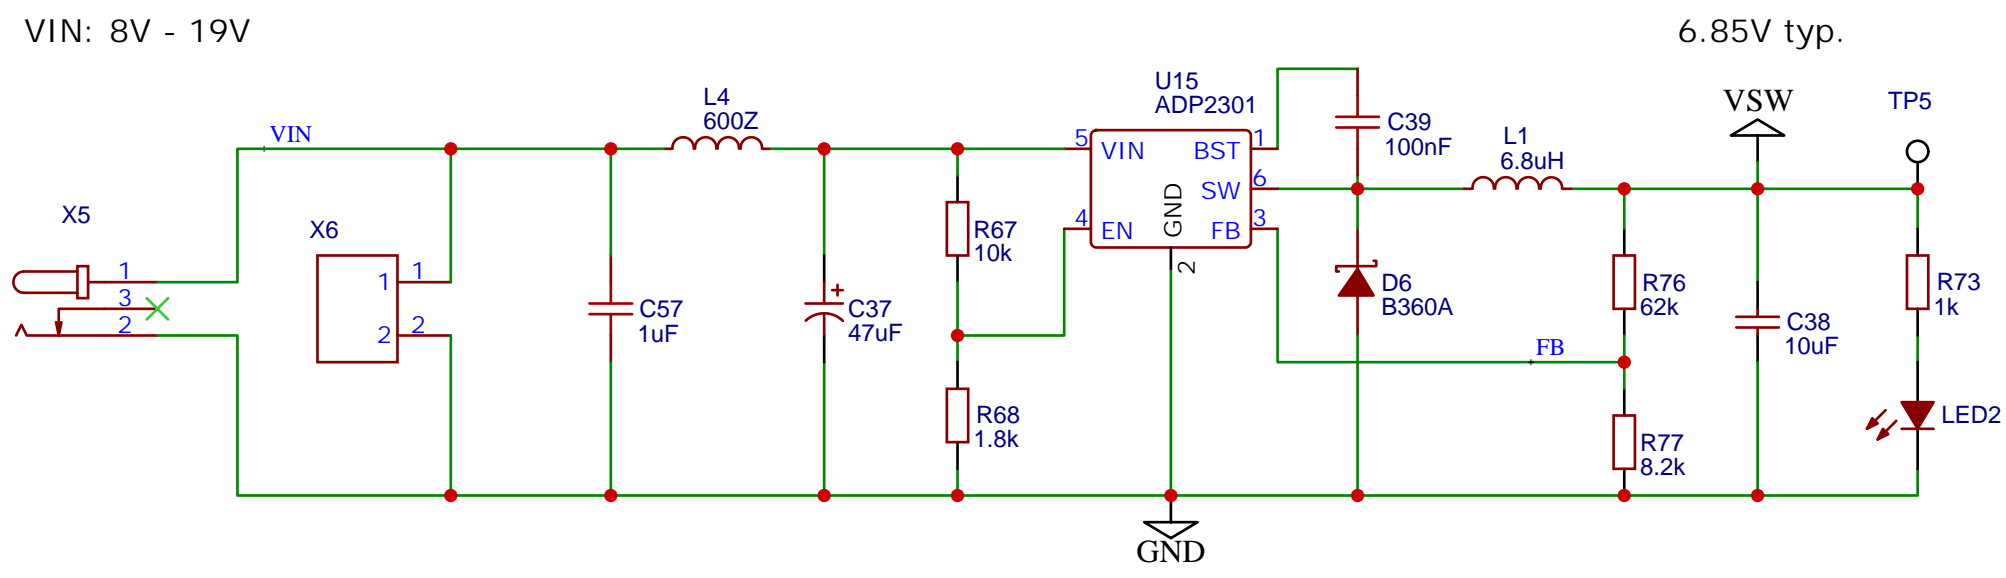 VIN: 8V - 19V
6.85V typ.
X5
1
3
2
VIN
X6
1
1
2
2
L4
600Z
C57
1uF
C37
47uF
R67
10k
R68
1.8k
U15
ADP2301
5
VIN
4
EN
GND
2
BST
1
SW
6
FB
3
GND
C39
100nF
D6
B360A
L1
6.8uH
FB
R76
62k
R77
8.2k
VSW
C38
10uF
TP5
R73
1k
LED2